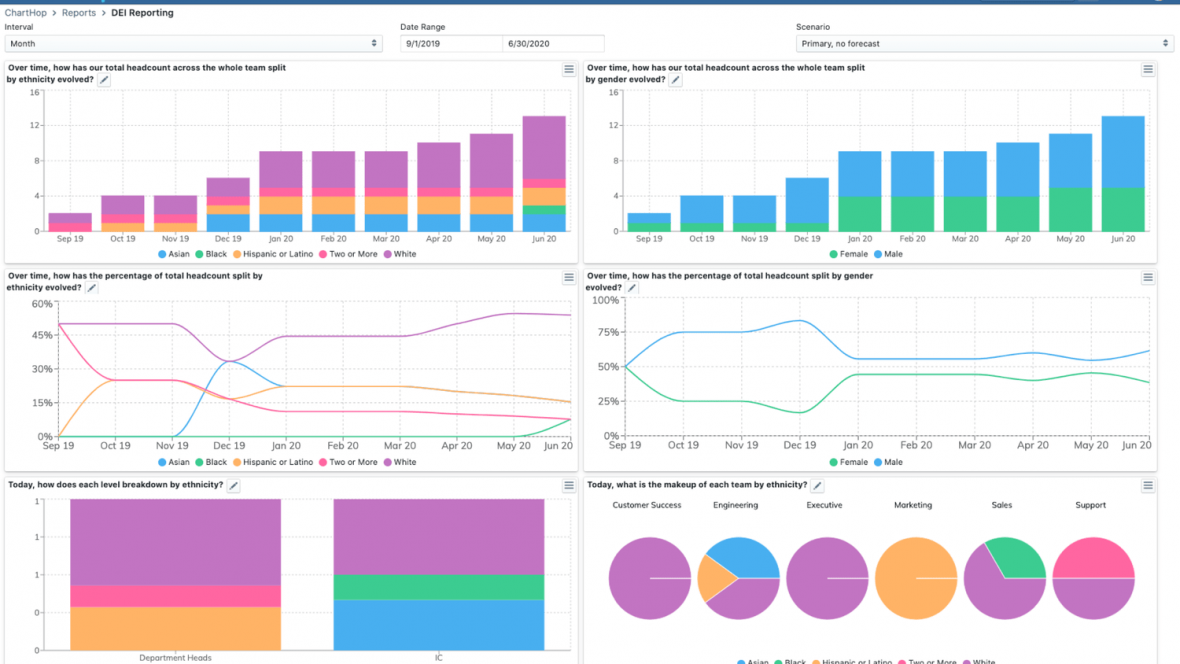 ChartHop > Reports > DEI Reporting
Interval
Date Range
Scenario
Month
9/1/2019
6/30/2020
Primary, no forecast
Over time, how has our total headcount across the whole team split
by ethnicity evolved?
16
12
8
4
0
Sep 19 Oct 19 Nov 19 Dec 19 Jan 20 Feb 20 Mar 20 Apr 20 May 20 Jun 20
Asian Black Hispanic or Latino Two or More White
Over time, how has our total headcount across the whole team split
by gender evolved?
16
12
8
4
0
Sep 19 Oct 19 Nov 19 Dec 19 Jan 20 Feb 20 Mar 20 Apr 20 May 20 Jun 20
Female Male
Over time, how has the percentage of total headcount split by
ethnicity evolved?
60%
45%
30%
15%
0%
Sep 19 Oct 19 Nov 19 Dec 19 Jan 20 Feb 20 Mar 20 Apr 20 May 20 Jun 20
Asian Black Hispanic or Latino Two or More White
Over time, how has the percentage of total headcount split by gender
evolved?
100%
75%
50%
25%
0%
Sep 19 Oct 19 Nov 19 Dec 19 Jan 20 Feb 20 Mar 20 Apr 20 May 20 Jun 20
Female Male
Today, how does each level breakdown by ethnicity?
1
1
1
0
0
Department Heads IC
Today, what is the makeup of each team by ethnicity?
Customer Success Engineering Executive Marketing Sales Support
Asian Black Hispanic or Latino Two or More White